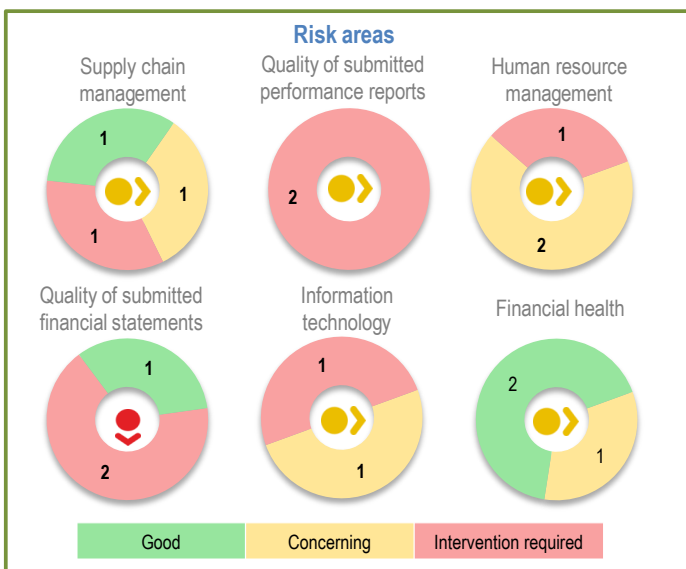 Risk areas
Supply chain
management
Quality of submitted
performance reports
Human resource
management
1
1
1
2
1
2
Quality of submitted
financial statements
Information
technology
Financial health
1
2
1
1
2
1
Good
Concerning
Intervention required